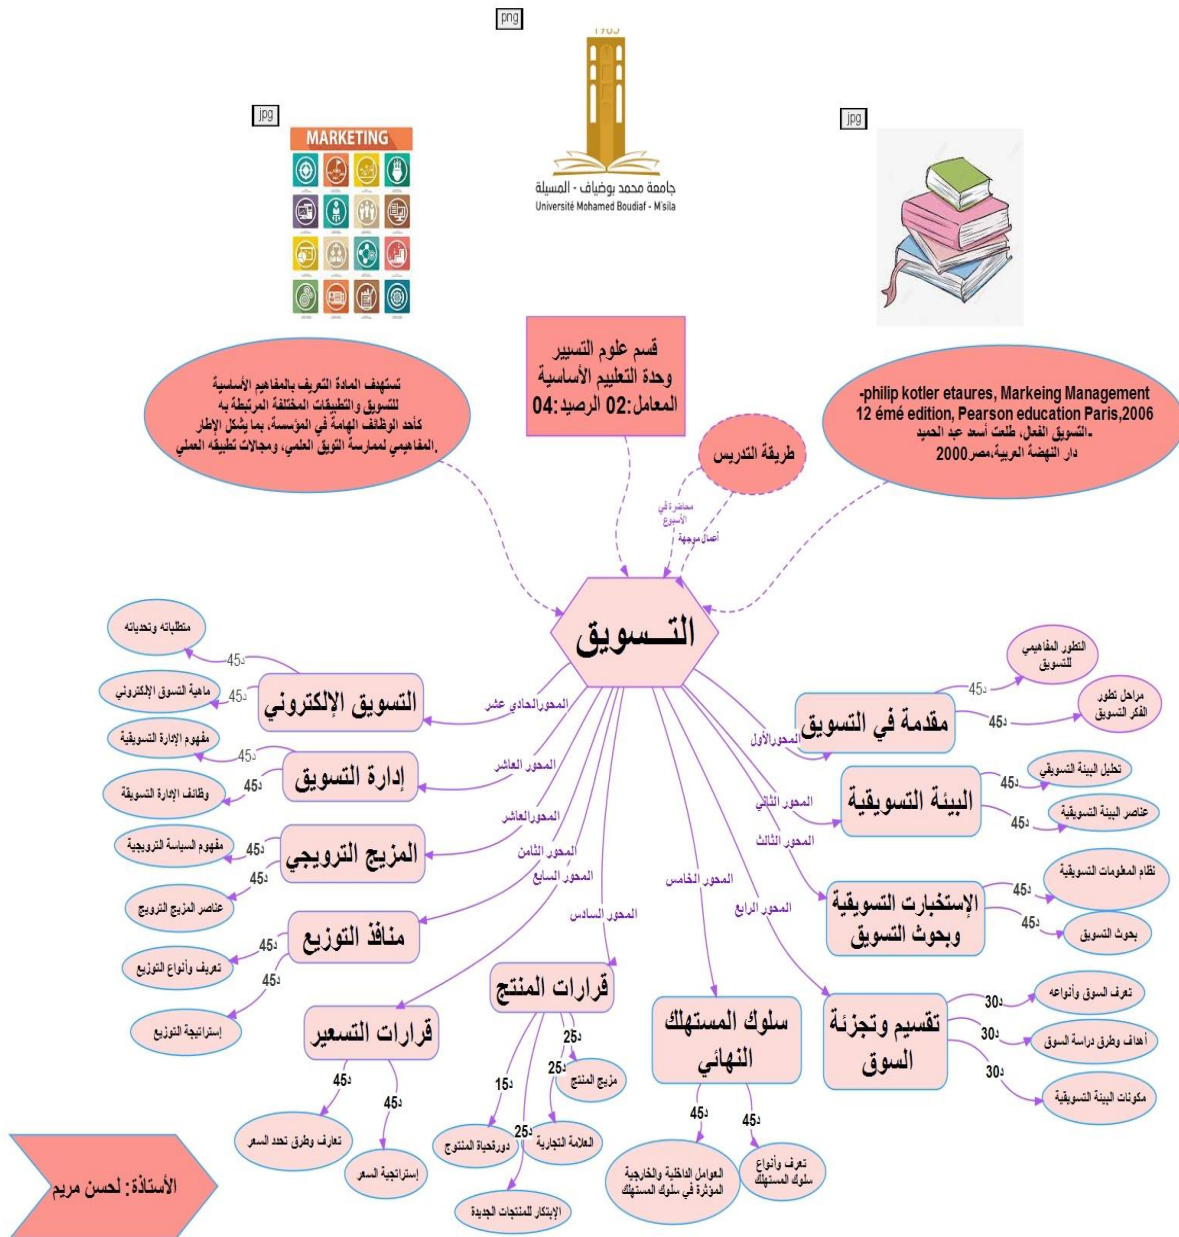 png
1985
جامعة محمد بوضياف - المسيلة
Université Mohamed Boudiaf - M'sila
jpg
MARKETING
jpg
قسم علوم التسيير
وحدة التعلييم الأساسية
المعامل:02 الرصيد:04
تستهدف المادة التعريف بالمفاهيم الأساسية
للتسويق والتطبيقات المختلفة المرتبطة به
كأحد الوظائف الهامة في المؤسسة، بما يشكل الإطار
المفاهيمي لممارسة التويق العلمي، ومجالات تطبيقه العملي.
-philip kotler etaures, Markeing Management
12 émé edition, Pearson education Paris,2006
-التسويق الفعال، طلعت أسعد عبد الحميد
دار النهضة العربية،مصر2000
طريقة التدريس
محاضرة في
الأسبوع
أعمال موجهة
التـــسويق
المحورالأول
مقدمة في التسويق
45د
التطور المفاهيمي
للتسويق
45د
مراحل تطور
الفكر التسويق
المحور الثاني
البيئة التسويقية
45د
تحليل البيئة التسويقي
45د
عناصر البيئة التسويقية
المحور الثالث
الإستخبارت التسويقية
وبحوث التسويق
45د
نظام المعلومات التسويقية
45د
بحوث التسويق
المحور الرابع
تقسيم وتجزئة
السوق
30د
تعرف السوق وأنواعه
30د
أهداف وطرق دراسة السوق
30د
مكونات البيئة التسويقية
المحور الخامس
سلوك المستهلك
النهائي
45د
تعرف وأنواع
سلوك المستهلك
45د
العوامل الداخلية والخارجية
المؤثرة في سلوك المستهلك
المحور السادس
قرارات المنتج
25د
مزيج المنتج
25د
العلامة التجارية
25د
الإبتكار للمنتجات الجديدة
15د
دورةحياة المنتوج
المحور السابع
قرارات التسعير
45د
إستراتجية السعر
45د
تعارف وطرق تحدد السعر
المحور الثامن
منافذ التوزيع
45د
تعريف وأنواع التوزيع
45د
إستراتيجة التوزيع
المحورالعاشر
المزيج الترويجي
45د
مفهوم السياسة الترويجية
45د
عناصر المزيج الترويج
المحور العاشر
إدارة التسويق
45د
مفهوم الإدارة التسويقية
45د
وظائف الإدارة التسويقة
المحورالحادي عشر
التسويق الإلكتروني
45د
متطلباته وتحدياته
45د
ماهية التسوق الإلكتروني
الأستاذة: لحسن مريم